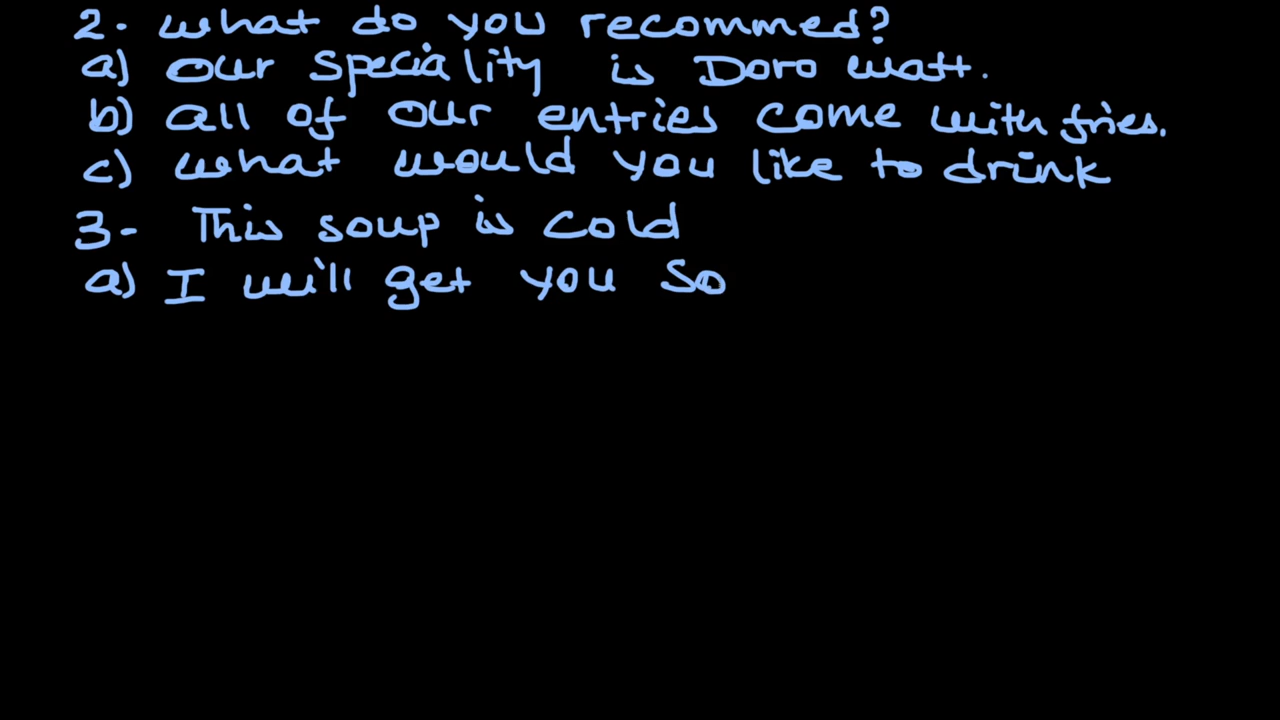 2. what do you recommed?
a) our speciality is Doro watt.
b) all of our entries come with fries.
c) what would you like to drink
3- This soup is cold
a) I will get you so